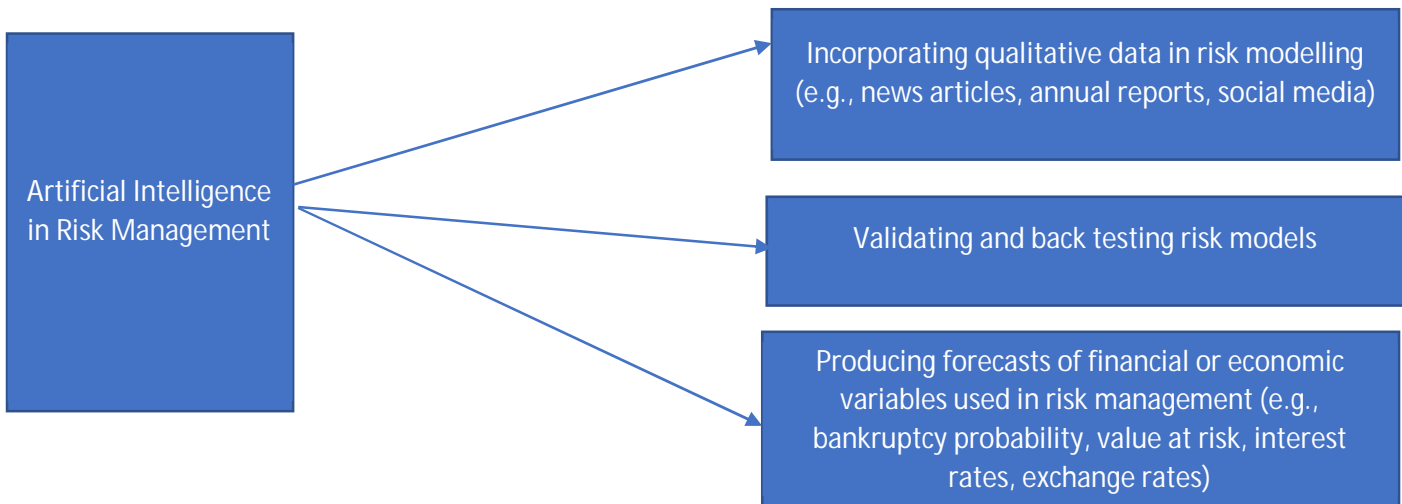 Artificial Intelligence
in Risk Management
Incorporating qualitative data in risk modelling
(e.g., news articles, annual reports, social media)
Validating and back testing risk models
Producing forecasts of financial or economic
variables used in risk management (e.g.,
bankruptcy probability, value at risk, interest
rates, exchange rates)